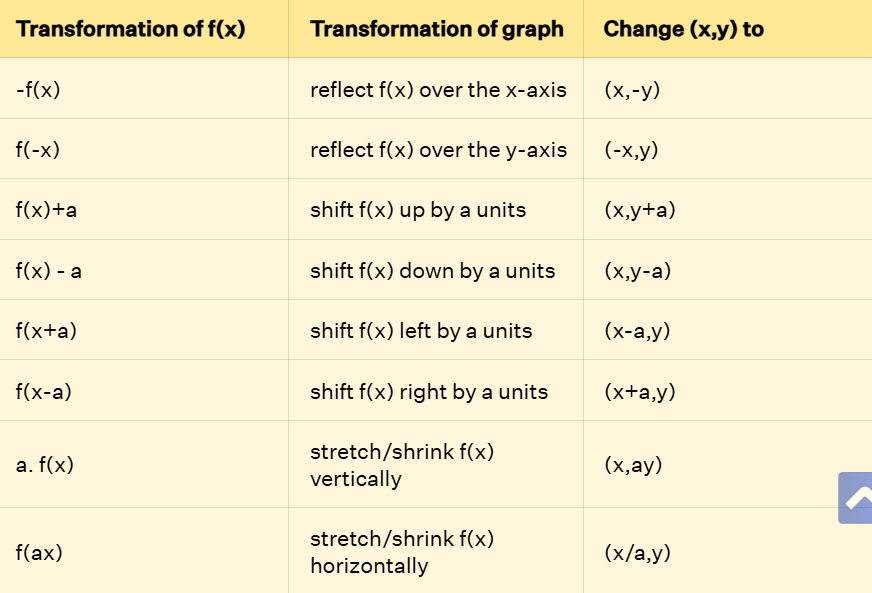 Transformation of f(x) Transformation of graph Change (x,y) to
-f(x) reflect f(x) over the x-axis (x,-y)
f(-x) reflect f(x) over the y-axis (-x,y)
f(x)+a shift f(x) up by a units (x,y+a)
f(x) - a shift f(x) down by a units (x,y-a)
f(x+a) shift f(x) left by a units (x-a,y)
f(x-a) shift f(x) right by a units (x+a,y)
a. f(x) stretch/shrink f(x)
vertically (x,ay)
f(ax) stretch/shrink f(x)
horizontally (x/a,y)